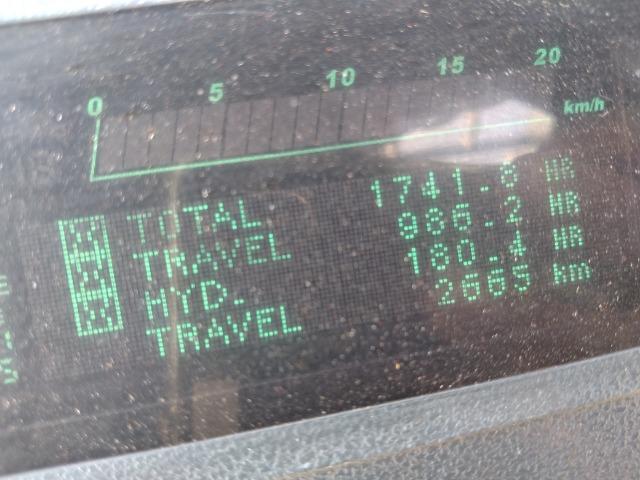 0 5 10 15 20
km/h
TOTAL 1741.8 HR
TRAVEL 986.2 HR
HYD. 180.4 HR
TRAVEL 2665 km